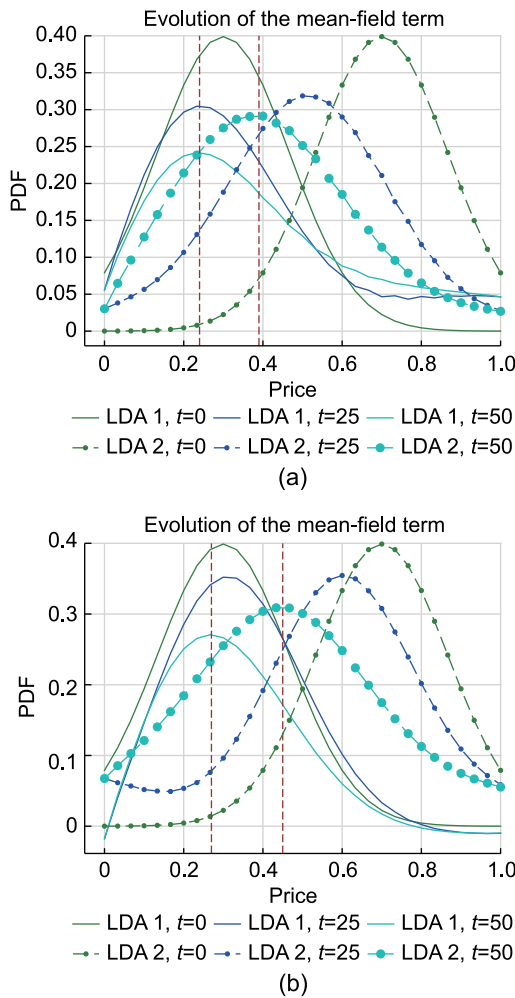 Evolution of the mean-field term
0.40
0.35
0.30
0.25
0.20
0.15
0.10
0.05
0
PDF
0 0.2 0.4 0.6 0.8 1.0
Price
LDA 1, t=0 LDA 1, t=25 LDA 1, t=50
LDA 2, t=0 LDA 2, t=25 LDA 2, t=50
(a)
Evolution of the mean-field term
0.4
0.3
0.2
0.1
0
PDF
0 0.2 0.4 0.6 0.8 1.0
Price
LDA 1, t=0 LDA 1, t=25 LDA 1, t=50
LDA 2, t=0 LDA 2, t=25 LDA 2, t=50
(b)